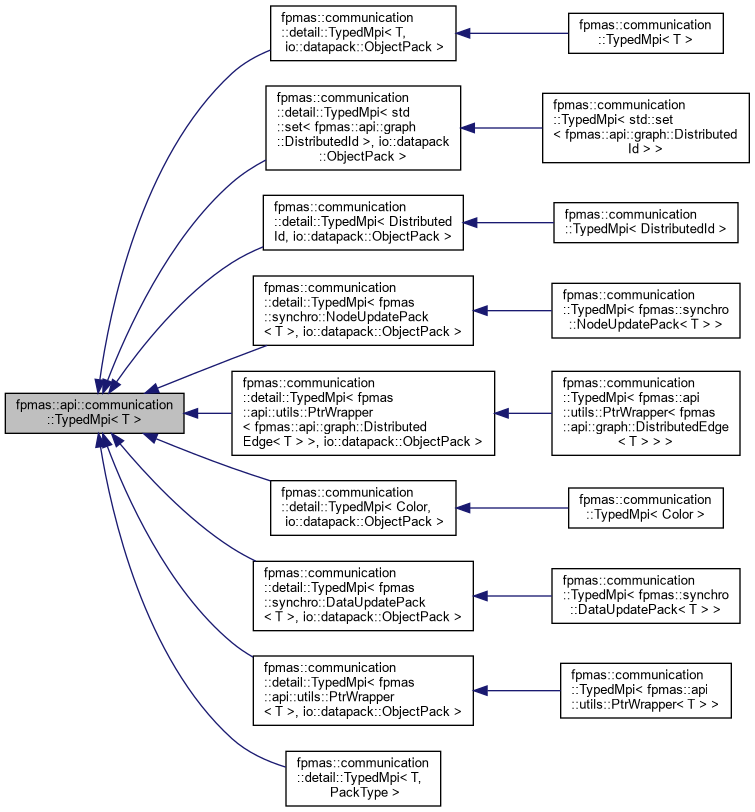 fpmas::api::communication
::TypedMpi< T >
fpmas::communication
::detail::TypedMpi< T,
io::datapack::ObjectPack >
fpmas::communication
::TypedMpi< T >
fpmas::communication
::detail::TypedMpi< std
::set< fpmas::api::graph
::DistributedId >, io::datapack
::ObjectPack >
fpmas::communication
::TypedMpi< std::set
< fpmas::api::graph::Distributed
Id > >
fpmas::communication
::detail::TypedMpi< Distributed
Id, io::datapack::ObjectPack >
fpmas::communication
::TypedMpi< DistributedId >
fpmas::communication
::detail::TypedMpi< fpmas
::synchro::NodeUpdatePack
< T >, io::datapack::ObjectPack >
fpmas::communication
::TypedMpi< fpmas::synchro
::NodeUpdatePack< T > >
fpmas::communication
::detail::TypedMpi< fpmas
::api::utils::PtrWrapper
< fpmas::api::graph::Distributed
Edge< T > >, io::datapack::ObjectPack >
fpmas::communication
::TypedMpi< fpmas::api
::utils::PtrWrapper< fpmas
::api::graph::DistributedEdge
< T > > >
fpmas::communication
::detail::TypedMpi< Color,
io::datapack::ObjectPack >
fpmas::communication
::TypedMpi< Color >
fpmas::communication
::detail::TypedMpi< fpmas
::synchro::DataUpdatePack
< T >, io::datapack::ObjectPack >
fpmas::communication
::TypedMpi< fpmas::synchro
::DataUpdatePack< T > >
fpmas::communication
::detail::TypedMpi< fpmas
::api::utils::PtrWrapper
< T >, io::datapack::ObjectPack >
fpmas::communication
::TypedMpi< fpmas::api
::utils::PtrWrapper< T > >
fpmas::communication
::detail::TypedMpi< T,
PackType >